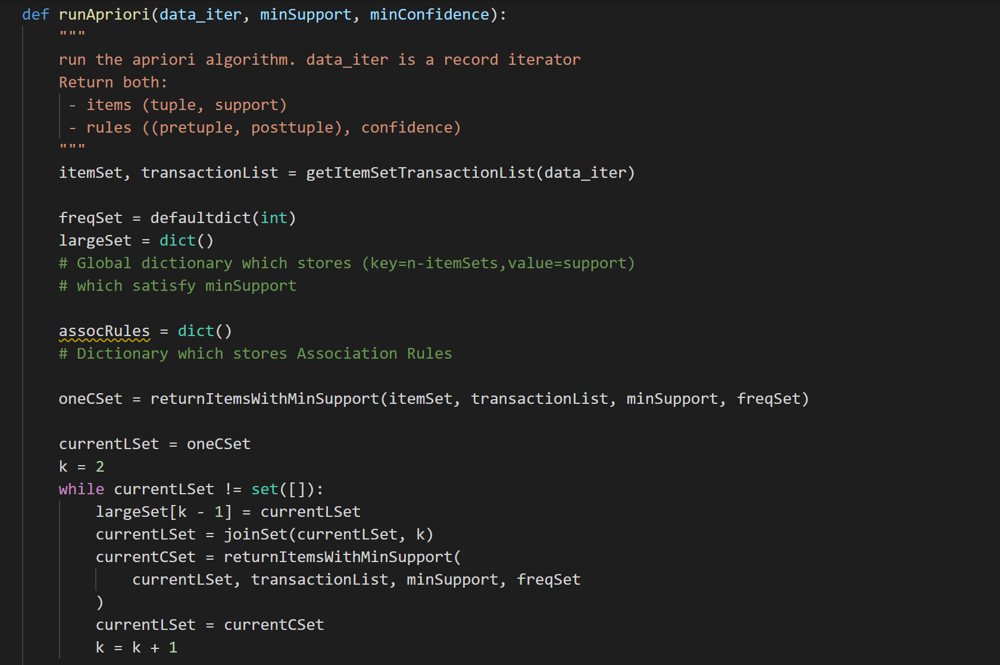 def runApriori(data_iter, minSupport, minConfidence):
    """
    run the apriori algorithm. data_iter is a record iterator
    Return both:
     - items (tuple, support)
     - rules ((pretuple, posttuple), confidence)
    """
    itemSet, transactionList = getItemSetTransactionList(data_iter)

    freqSet = defaultdict(int)
    largeSet = dict()
    # Global dictionary which stores (key=n-itemSets,value=support)
    # which satisfy minSupport

    assocRules = dict()
    # Dictionary which stores Association Rules

    oneCSet = returnItemsWithMinSupport(itemSet, transactionList, minSupport, freqSet)

    currentLSet = oneCSet
    k = 2
    while currentLSet != set([]):
        largeSet[k - 1] = currentLSet
        currentLSet = joinSet(currentLSet, k)
        currentCSet = returnItemsWithMinSupport(
            currentLSet, transactionList, minSupport, freqSet
        )
        currentLSet = currentCSet
        k = k + 1